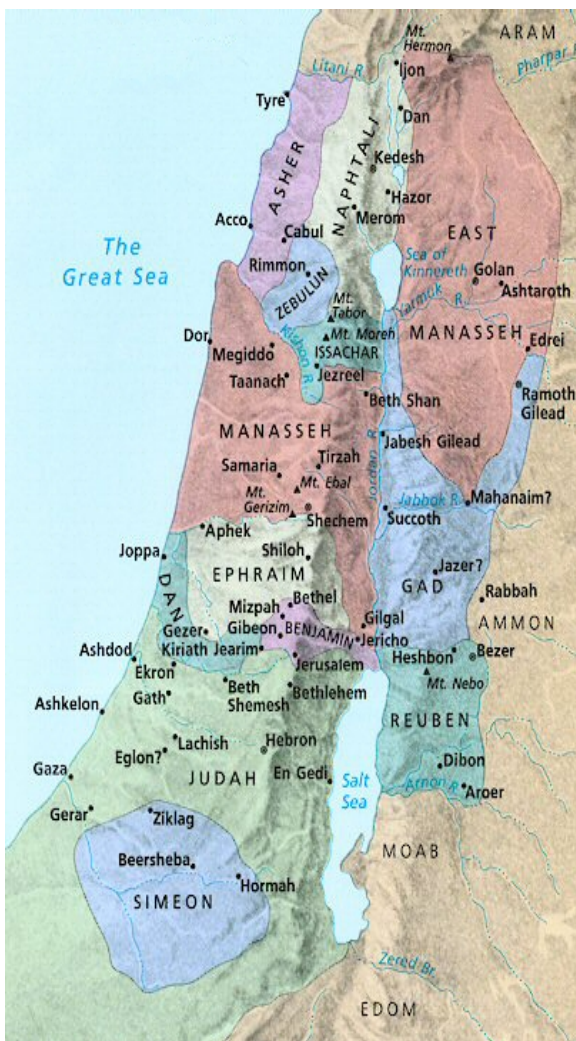 ARAM
Mt.
Hermon
Litani R.
Ijon
Pharpar R.
Tyre
Dan
ASHER
NAPHTALI
Kedesh
Hazor
Merom
Acco
Cabul
EAST
The
Great Sea
Rimmon
Sea of
Kinnereth
Golan
Ashtaroth
ZEBULUN
Yarmuk
R.
Mt.
Tabor
Kishon R.
Mt. Moreh
MANASSEH
Dor
Megiddo
ISSACHAR
Edrei
Taanach
Jezreel
Beth Shan
Ramoth
Gilead
MANASSEH
Jabesh Gilead
Jordan R.
Tirzah
Samaria
Mt. Ebal
Mt.
Gerizim
Shechem
Jabbok R.
Mahanaim?
Succoth
Aphek
Joppa
Shiloh
DAN
EPHRAIM
Jazer?
GAD
Bethel
Rabbah
Mizpah
AMMON
Gezer
Gibeon
BENJAMIN
Gilgal
Jericho
Kiriath Jearim
Ashdod
Ekron
Jerusalem
Heshbon
Bezer
Gath
Beth
Shemesh
Bethlehem
Mt. Nebo
Ashkelon
REUBEN
Lachish
Hebron
Eglon?
Dibon
Gaza
JUDAH
En Gedi
Salt
Sea
Arnon R.
Aroer
Gerar
Ziklag
MOAB
Beersheba
Hormah
SIMEON
Zered Br.
EDOM